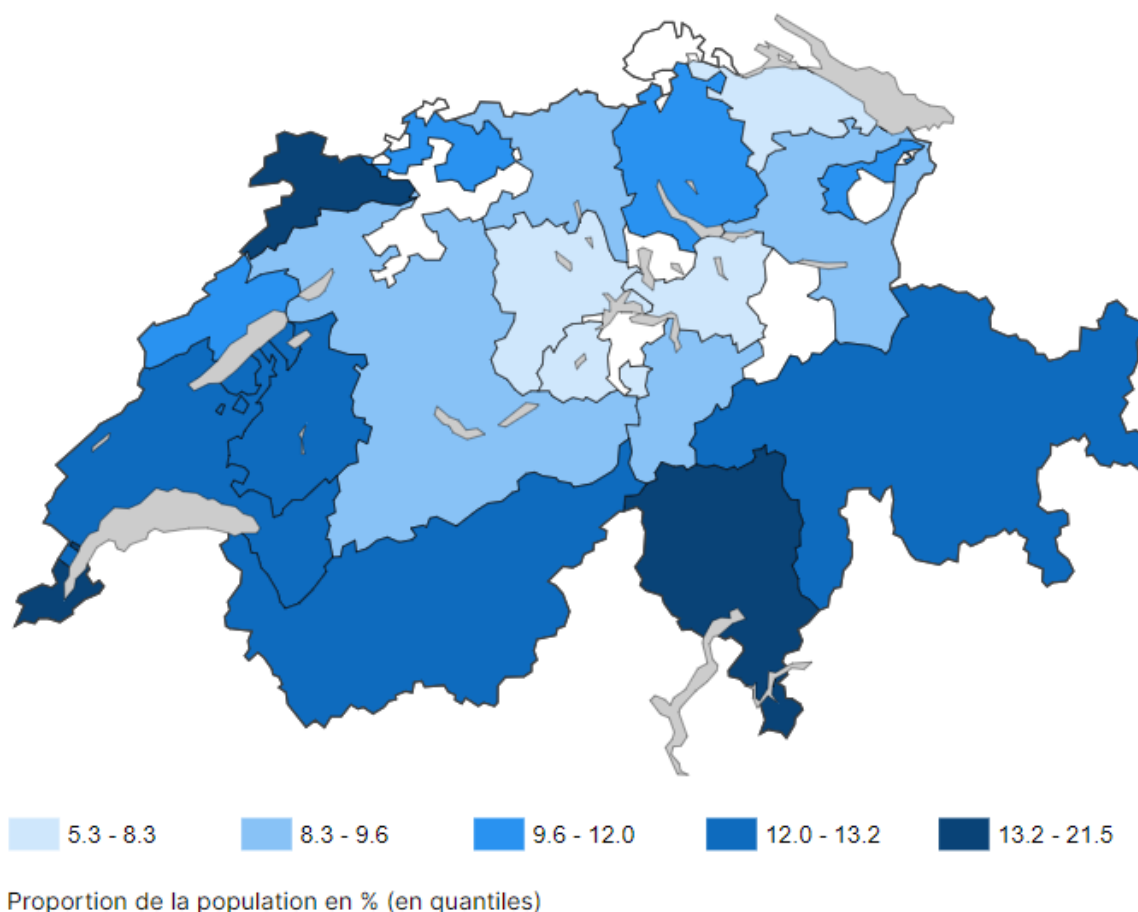 5.3 - 8.3 8.3 - 9.6 9.6 - 12.0 12.0 - 13.2 13.2 - 21.5
Proportion de la population en % (en quantiles)